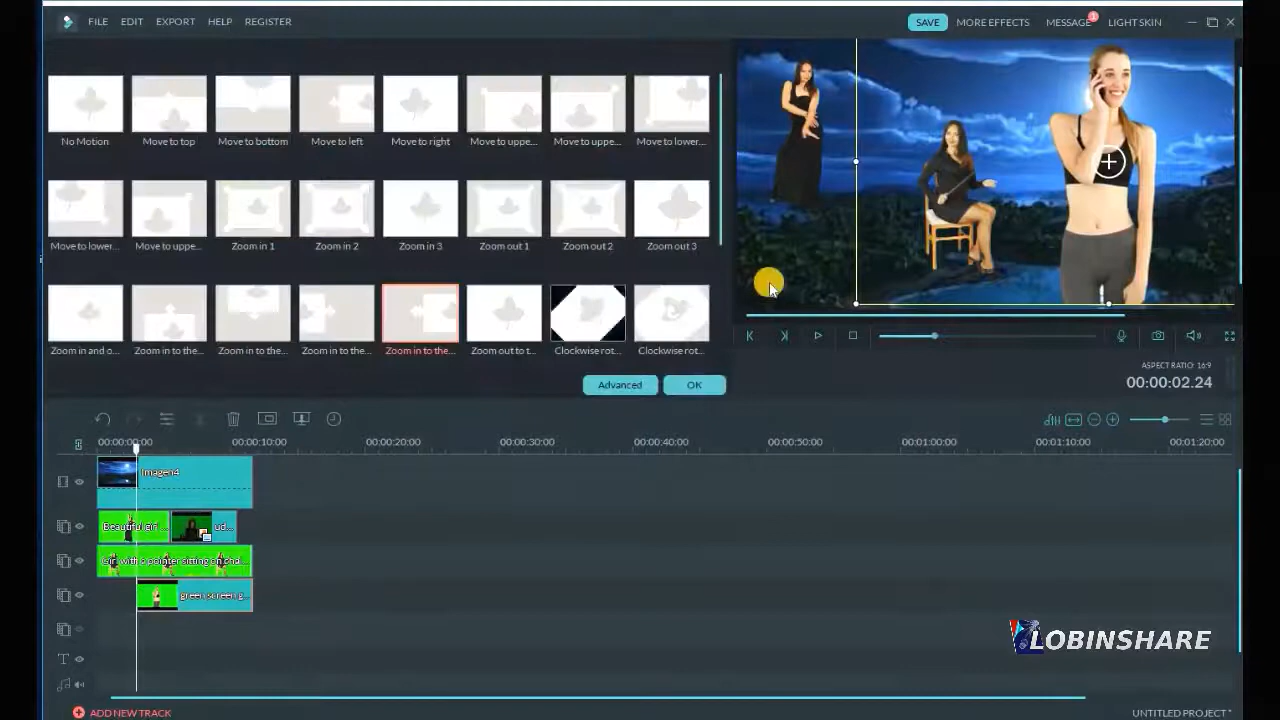 FILE EDIT EXPORT HELP REGISTER
SAVE MORE EFFECTS MESSAGE LIGHT SKIN
No Motion Move to top Move to bottom Move to left Move to right Move to uppe... Move to uppe... Move to lower...
Move to lower... Move to uppe... Zoom in 1 Zoom in 2 Zoom in 3 Zoom out 1 Zoom out 2 Zoom out 3
Zoom in and o... Zoom in to the... Zoom in to the... Zoom in to the... Zoom in to the... Zoom out to t... Clockwise rot... Clockwise rot...
Advanced OK
ASPECT RATIO: 16:9
00:00:02.24
00:00:00:00 00:00:10:00 00:00:20:00 00:00:30:00 00:00:40:00 00:00:50:00 00:01:00:00 00:01:10:00 00:01:20:00
Imagen4
Beautiful girl ... ud...
Girl with a pointer sitting on cha...
green screen g...
LOBINSHARE
ADD NEW TRACK
UNTITLED PROJECT *